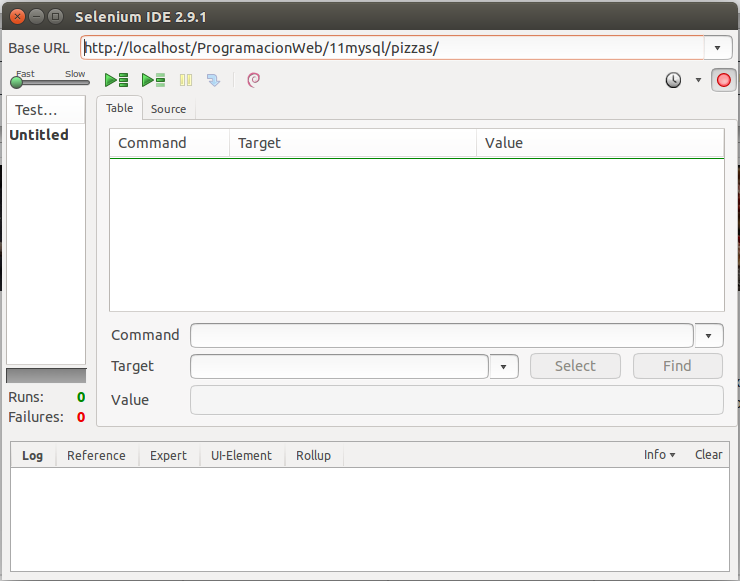 Selenium IDE 2.9.1
Base URL http://localhost/ProgramacionWeb/11mysql/pizzas/
Fast Slow
Test... Table Source
Untitled
Command Target Value
Command
Target Select Find
Value
Runs: 0
Failures: 0
Log Reference Expert UI-Element Rollup Info Clear